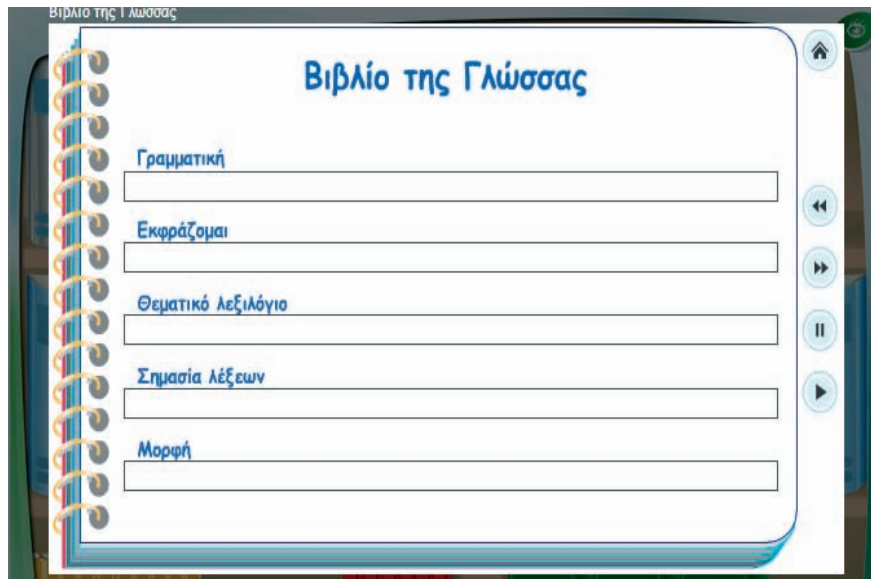 Βιβλίο της Γλώσσας
Βιβλίο της Γλώσσας
Γραμματική
Εκφράζομαι
Θεματικό λεξιλόγιο
Σημασία λέξεων
Μορφή